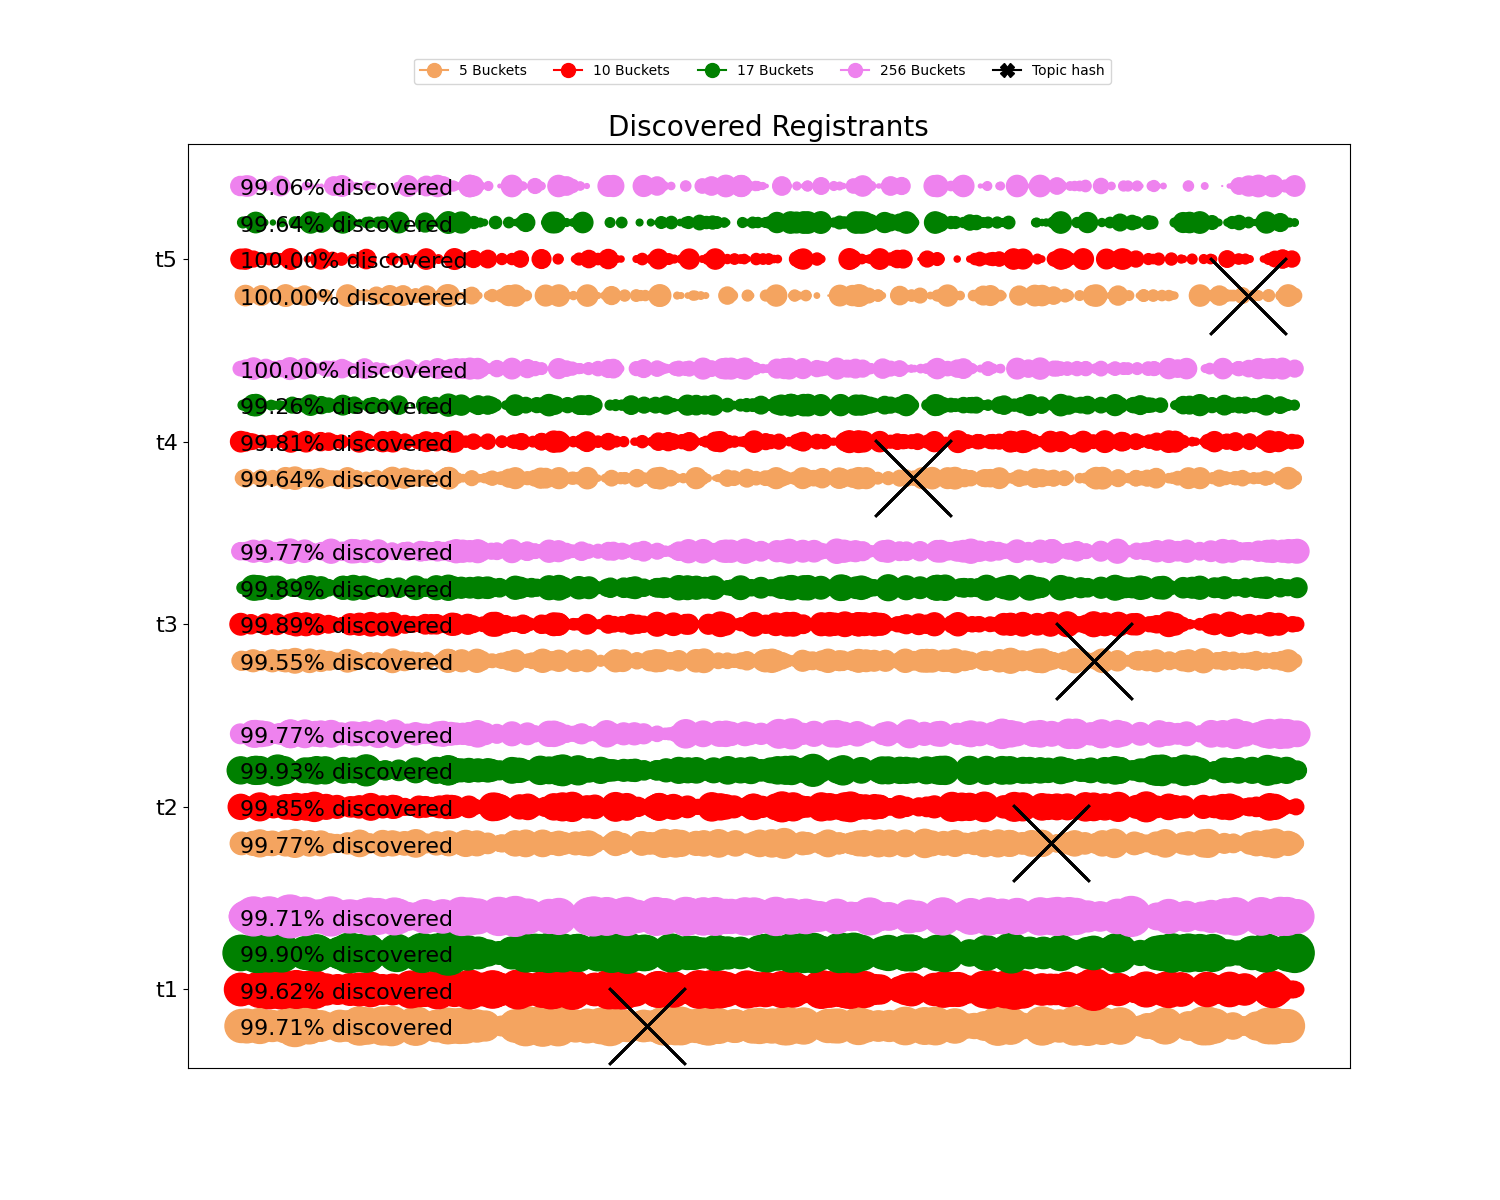 5 Buckets 10 Buckets 17 Buckets 256 Buckets Topic hash
Discovered Registrants
99.06% discovered
99.64% discovered
t5 100.00% discovered
100.00% discovered
100.00% discovered
99.26% discovered
t4 99.81% discovered
99.64% discovered
99.77% discovered
99.89% discovered
t3 99.89% discovered
99.55% discovered
99.77% discovered
99.93% discovered
t2 99.85% discovered
99.77% discovered
99.71% discovered
99.90% discovered
t1 99.62% discovered
99.71% discovered